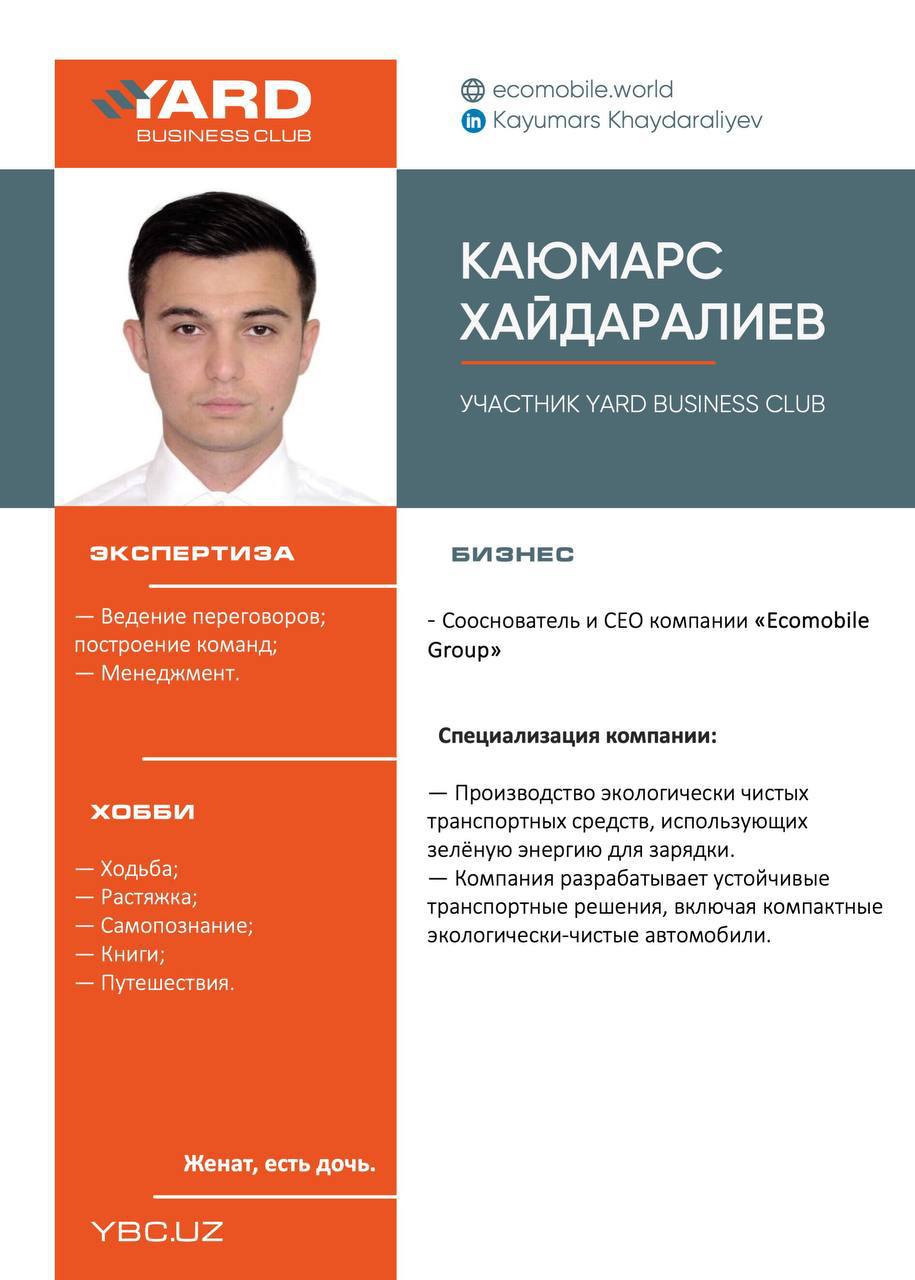 YARD
BUSINESS CLUB
ecomobile.world
in Kayumars Khaydaraliyev
КАЮМАРС
ХАЙДАРАЛИЕВ
УЧАСТНИК YARD BUSINESS CLUB
ЭКСПЕРТИЗА
— Ведение переговоров;
построение команд;
— Менеджмент.
ХОББИ
— Ходьба;
— Растяжка;
— Самопознание;
— Книги;
— Путешествия.
Женат, есть дочь.
YBC.UZ
БИЗНЕС
- Сооснователь и СЕО компании «Ecomobile
Group»
Специализация компании:
— Производство экологически чистых
транспортных средств, использующих
зелёную энергию для зарядки.
— Компания разрабатывает устойчивые
транспортные решения, включая компактные
экологически-чистые автомобили.